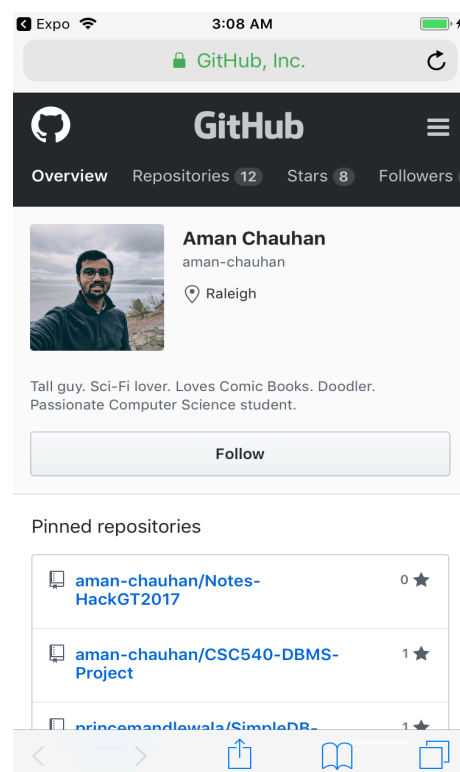 Expo 3:08 AM
GitHub, Inc.
GitHub
Overview Repositories 12 Stars 8 Followers
Aman Chauhan
aman-chauhan
Raleigh
Tall guy. Sci-Fi lover. Loves Comic Books. Doodler.
Passionate Computer Science student.
Follow
Pinned repositories
aman-chauhan/Notes- 0
HackGT2017
aman-chauhan/CSC540-DBMS- 1
Project
princemandlewala/SimpleDB- 1